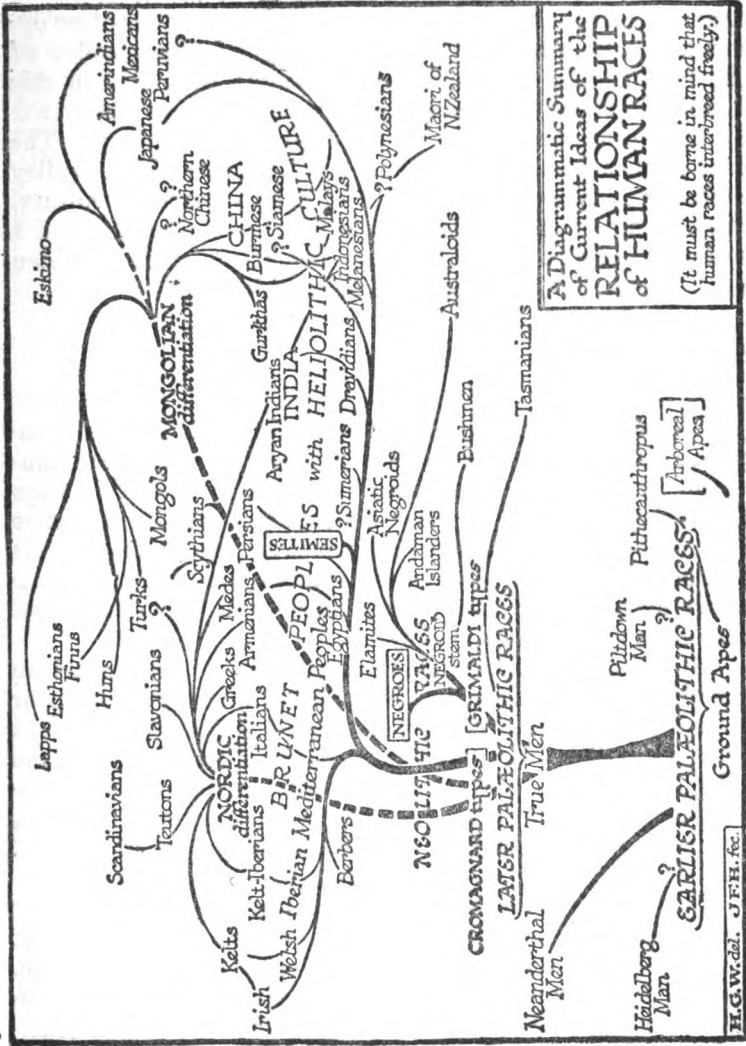 A Diagrammatic Summary
of Current Ideas of the
RELATIONSHIP
of HUMAN RACES
(It must be borne in mind that
human races interbreed freely.)
Eskimo
Amerindians
Mexicans
Peruvians
?
Japanese
Lapps
Esthonians
Finns
Huns
Turks
?
Mongols
MONGOLIAN
differentiation
?
Northern
Chinese
?
CHINA
Burmese
?
Siamese
Gurkhas
Malays
Indonesians
Melanesians
Scandinavians
Teutons
Slavonians
Scythians
Aryan Indians
INDIA
Kelts
Irish
Kelt-Iberians
NORDIC
differentiation
Greeks
Italians
Medes
Armenians
Persians
BRUNET PEOPLES with HELIOLITHIC CULTURE
Welsh
Iberian
Mediterranean Peoples
Egyptians
SEMITES
?
Sumarians
Dravidians
?
Polynesians
Maori of
N.Zealand
Berbers
Elamites
Asiatic
Negroids
Andaman
Islanders
Australoids
NEOLITHIC RACES
NEGROES
NEGROID
stem
Bushmen
CROMAGNARD types
[GRIMALDI types
LATER PALÆOLITHIC RACES
Tasmanians
True Men
Neanderthal
Men
Heidelberg
Man
?
Piltdown
Man
?
Pithecanthropus
[Arboreal
Apes]
EARLIER PALÆOLITHIC RACES
Ground Apes
H.G.W. del. J.F.H. fec.